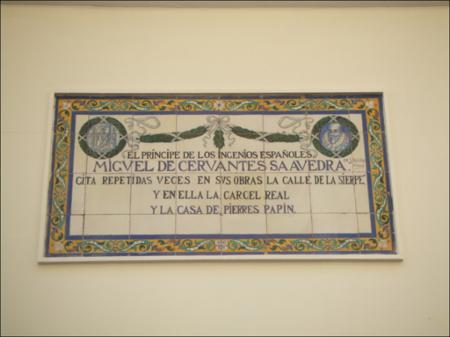 EL PRÍNCIPE DE LOS INGENIOS ESPAÑOLES
MIGVEL DE CERVANTES SAAVEDRA
CITA REPETIDAS VECES EN SVS OBRAS LA CALLE DE LA SIERPE
Y EN ELLA LA CARCEL REAL
Y LA CASA DE PIERRES PAPIN.